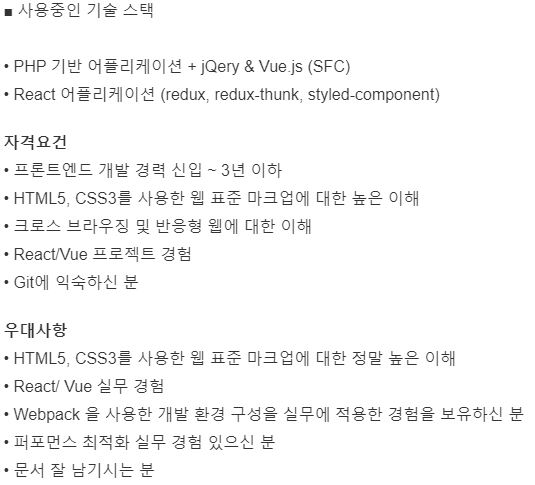 ■ 사용중인 기술 스택
• PHP 기반 어플리케이션 + jQery & Vue.js (SFC)
• React 어플리케이션 (redux, redux-thunk, styled-component)
자격요건
• 프론트엔드 개발 경력 신입 ~ 3년 이하
• HTML5, CSS3를 사용한 웹 표준 마크업에 대한 높은 이해
• 크로스 브라우징 및 반응형 웹에 대한 이해
• React/Vue 프로젝트 경험
• Git에 익숙하신 분
우대사항
• HTML5, CSS3를 사용한 웹 표준 마크업에 대한 정말 높은 이해
• React/ Vue 실무 경험
• Webpack 을 사용한 개발 환경 구성을 실무에 적용한 경험을 보유하신 분
• 퍼포먼스 최적화 실무 경험 있으신 분
• 문서 잘 남기시는 분